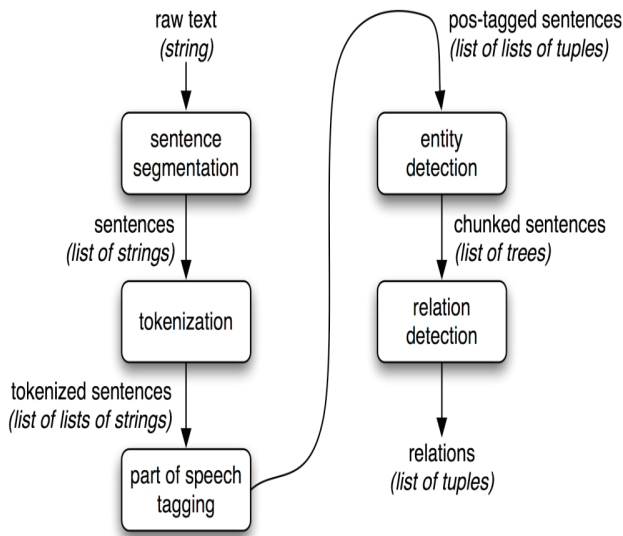 raw text
(string)
sentence
segmentation
sentences
(list of strings)
tokenization
tokenized sentences
(list of lists of strings)
part of speech
tagging
pos-tagged sentences
(list of lists of tuples)
entity
detection
chunked sentences
(list of trees)
relation
detection
relations
(list of tuples)